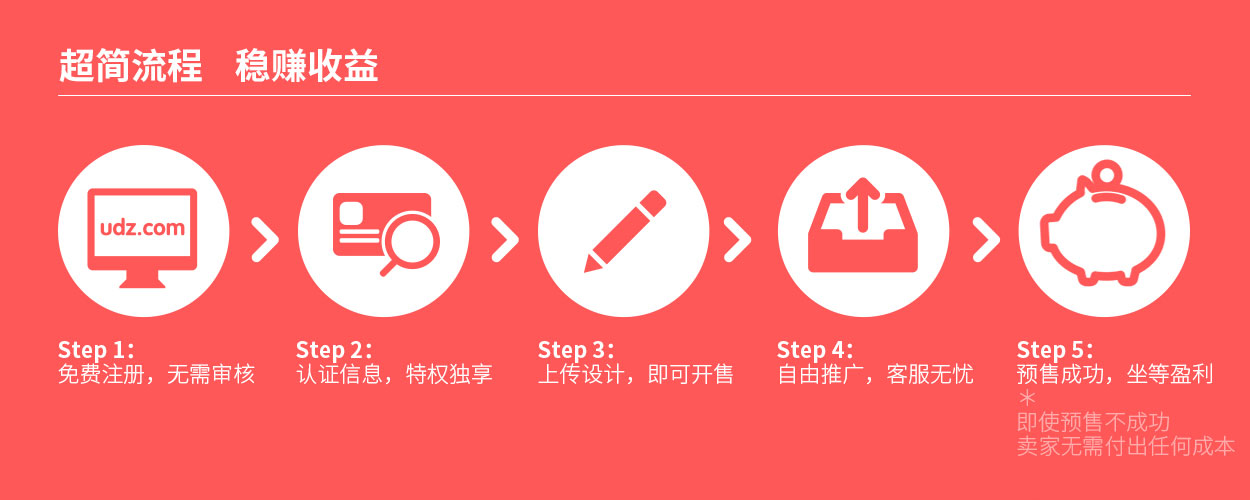 超简流程 稳赚收益
udz.com
Step 1：
免费注册，无需审核
Step 2：
认证信息，特权独享
Step 3：
上传设计，即可开售
Step 4：
自由推广，客服无忧
Step 5：
预售成功，坐等盈利
＊
即使预售不成功
卖家无需付出任何成本